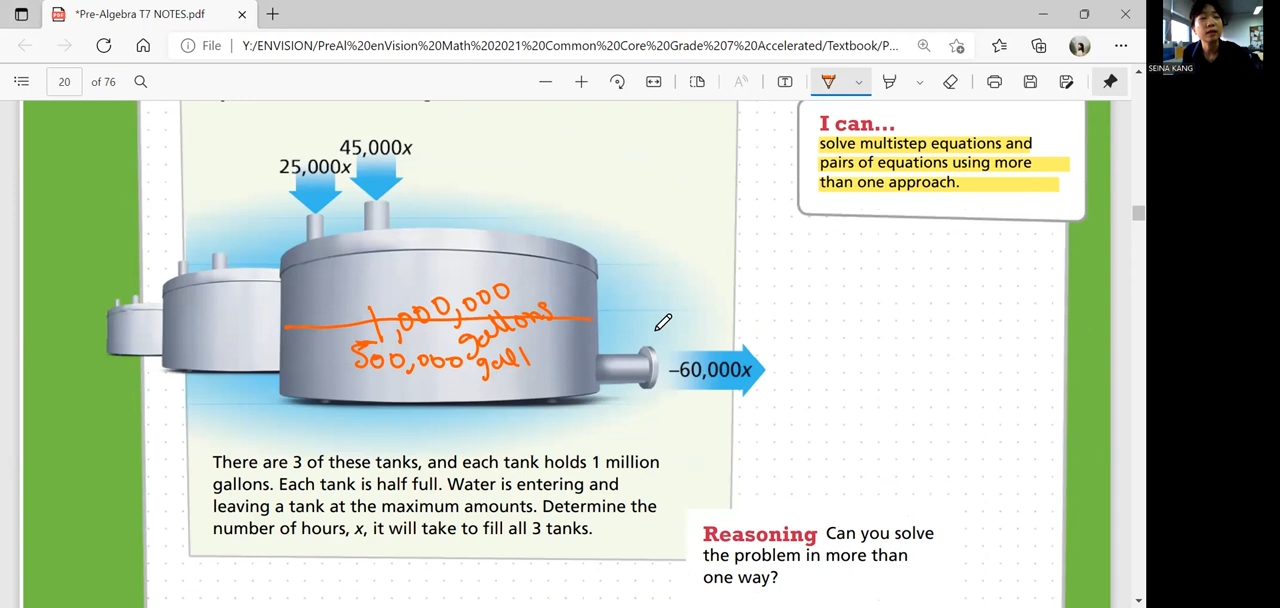 *Pre-Algebra T7 NOTES.pdf
File
Y:/ENVISION/PreAl%20enVision%20Math%202021%20Common%20Core%20Grade%207%20Accelerated/Textbook/P...
20 of 76
SEINA KANG
I can...
solve multistep equations and
pairs of equations using more
than one approach.
45,000x
25,000x
1,000,000
gallons
500,000 gall
–60,000x
There are 3 of these tanks, and each tank holds 1 million
gallons. Each tank is half full. Water is entering and
leaving a tank at the maximum amounts. Determine the
number of hours, x, it will take to fill all 3 tanks.
Reasoning Can you solve
the problem in more than
one way?